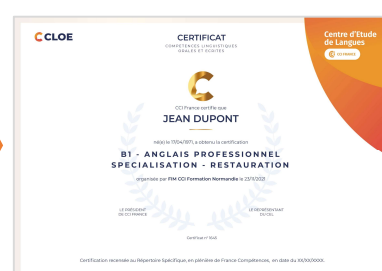 CLOE
CERTIFICAT
COMPÉTENCES LINGUISTIQUES
ORALES ET ÉCRITES
Centre d'Etude
de Langues
CCI FRANCE
CCI France certifie que
JEAN DUPONT
né(e) le 17/04/1971, a obtenu la certification
B1 - ANGLAIS PROFESSIONNEL
SPECIALISATION - RESTAURATION
organisée par FIM CCI Formation Normandie le 23/11/2021
LE PRÉSIDENT
DE CCI FRANCE
LE REPRÉSENTANT
DU CEL
Certificat n° 1645
Certification recensée au Répertoire Spécifique, en plénière de France Compétences, en date du XX/XX/XXXX.